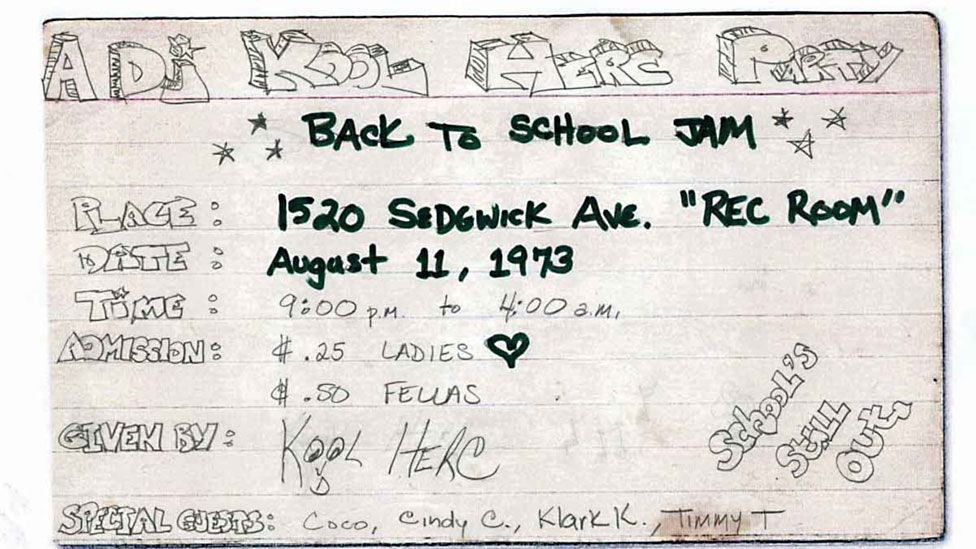 A DJ KOOL HERC PARTY
BACK TO SCHOOL JAM
PLACE: 1520 SEDGWICK AVE. "REC ROOM"
DATE: August 11, 1973
TIME: 9:00 p.m. to 4:00 a.m.
ADMISSION: $.25 LADIES ♡
$.50 FELLAS
GIVEN BY: KOOL HERC
SCHOOL'S
STILL
OUT
SPECIAL GUESTS: Coco, Cindy C., Klark K., Timmy T